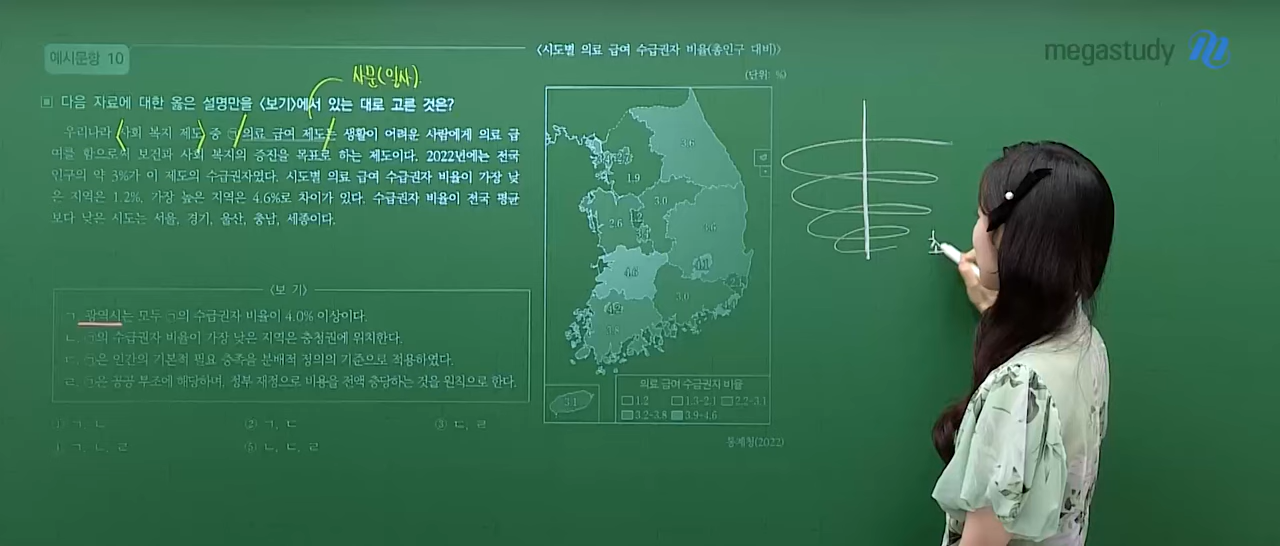 예시문항 10
<시도별 의료 급여 수급권자 비율(총인구 대비)>
megastudy
(단위: %)
사문(일사).
다음 자료에 대한 옳은 설명만을 <보기>에서 있는 대로 고른 것은?
우리나라 사회 복지 제도 중 ㉠의료 급여 제도는 생활이 어려운 사람에게 의료 급
여를 함으로써 보건과 사회 복지의 증진을 목표로 하는 제도이다. 2022년에는 전국
인구의 약 3%가 이 제도의 수급권자였다. 시도별 의료 급여 수급권자 비율이 가장 낮
은 지역은 1.2%, 가장 높은 지역은 4.6%로 차이가 있다. 수급권자 비율이 전국 평균
보다 낮은 시도는 서울, 경기, 울산, 충남, 세종이다.
3.6
1.9
3.0
2.6
1.2
3.6
4.6
4.1
3.0
4.2
3.8
3.1
<보 기>
ㄱ. 광역시는 모두 ㉠의 수급권자 비율이 4.0% 이상이다.
ㄴ. ㉠의 수급권자 비율이 가장 낮은 지역은 충청권에 위치한다.
ㄷ. ㉠은 인간의 기본적 필요 충족을 분배적 정의의 기준으로 적용하였다.
ㄹ. ㉠은 공공 부조에 해당하며, 정부 재정으로 비용을 전액 충당하는 것을 원칙으로 한다.
의료 급여 수급권자 비율
1.2 1.3-2.1 2.2-3.1
3.2-3.8 3.9-4.6
① ㄱ, ㄴ ② ㄱ, ㄷ ③ ㄷ, ㄹ
④ ㄱ, ㄴ, ㄹ ⑤ ㄴ, ㄷ, ㄹ
통계청(2022)